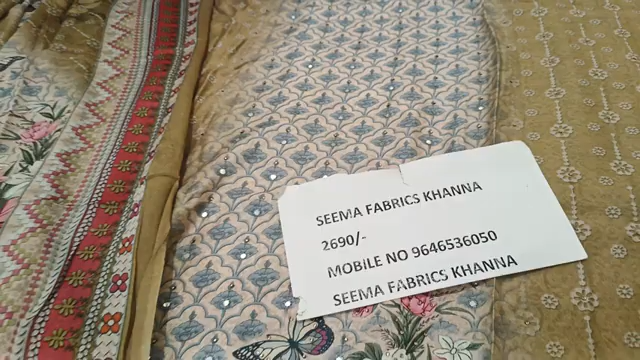 SEEMA FABRICS KHANNA
2690/-
MOBILE NO 9646536050
SEEMA FABRICS KHANNA